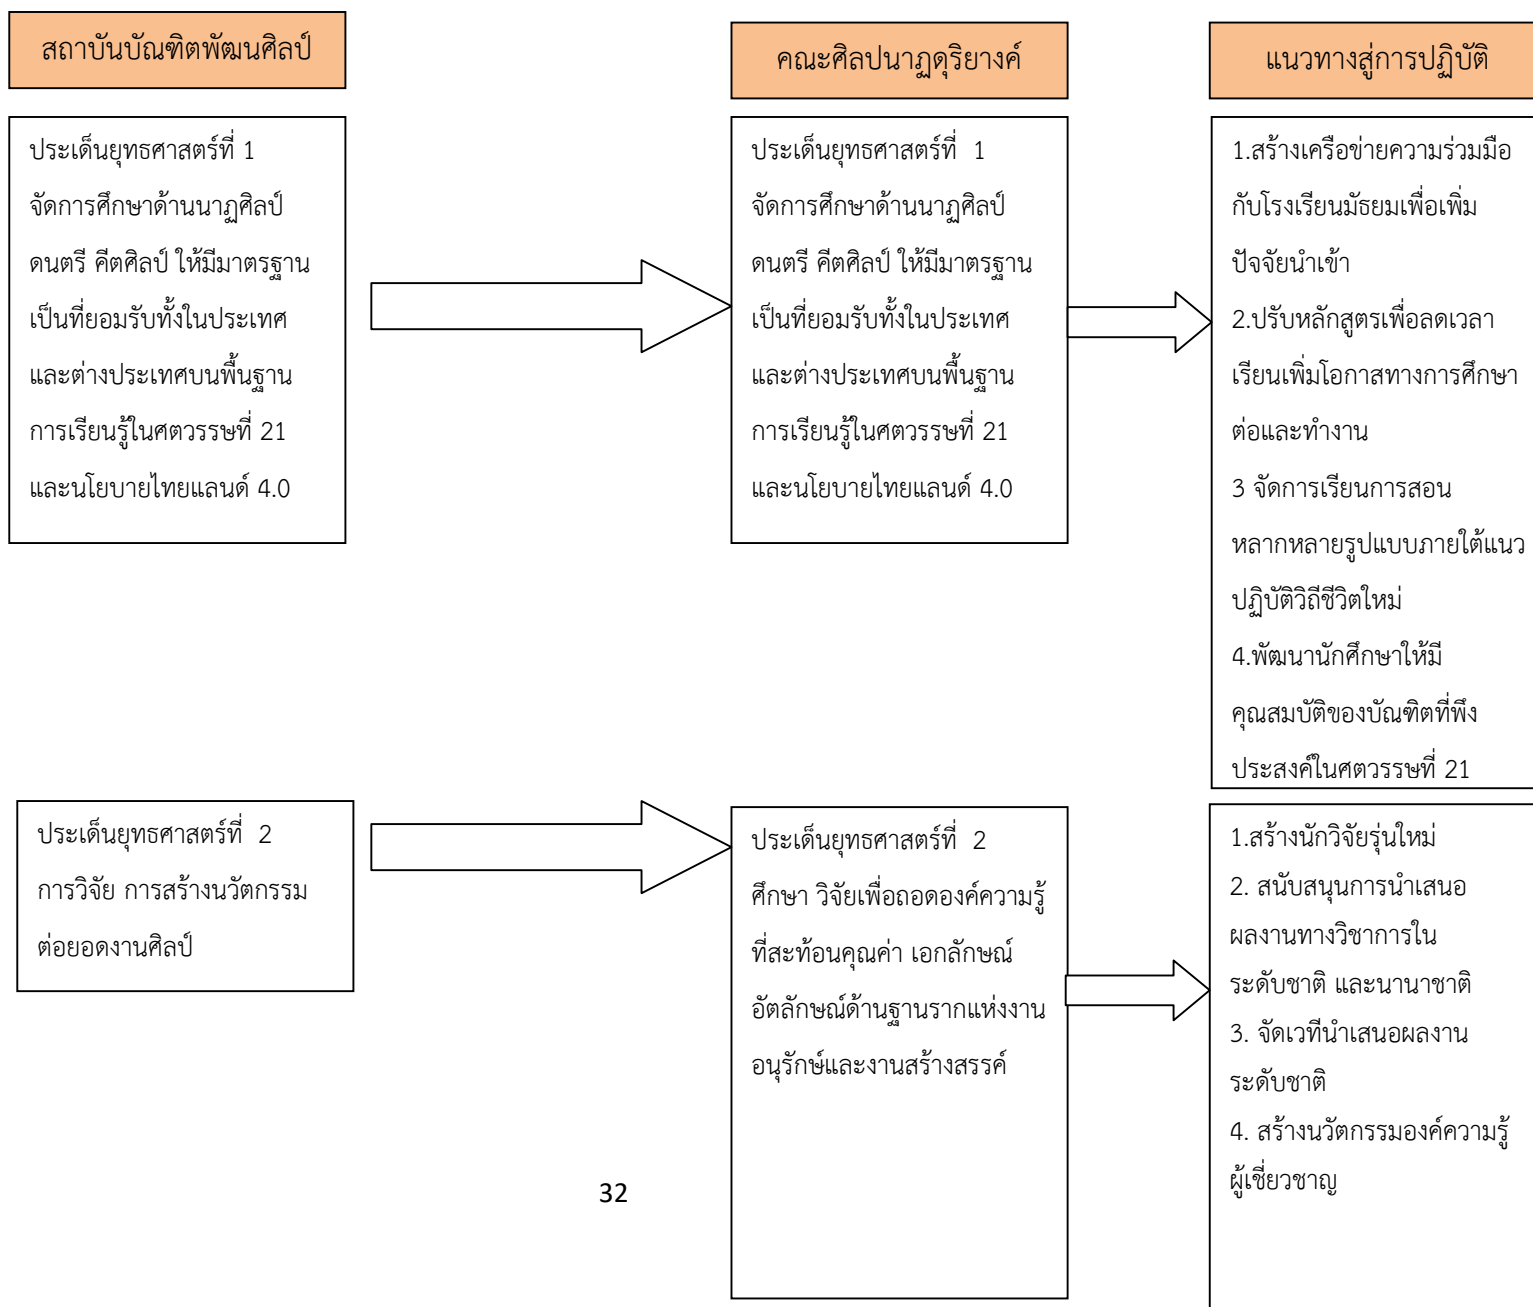 สถาบันบัณฑิตพัฒนศิลป์
คณะศิลปนาฏดุริยางค์
แนวทางสู่การปฏิบัติ
ประเด็นยุทธศาสตร์ที่ 1
จัดการศึกษาด้านนาฏศิลป์
ดนตรี คีตศิลป์ ให้มีมาตรฐาน
เป็นที่ยอมรับทั้งในประเทศ
และต่างประเทศบนพื้นฐาน
การเรียนรู้ในศตวรรษที่ 21
และนโยบายไทยแลนด์ 4.0
ประเด็นยุทธศาสตร์ที่ 1
จัดการศึกษาด้านนาฏศิลป์
ดนตรี คีตศิลป์ ให้มีมาตรฐาน
เป็นที่ยอมรับทั้งในประเทศ
และต่างประเทศบนพื้นฐาน
การเรียนรู้ในศตวรรษที่ 21
และนโยบายไทยแลนด์ 4.0
1.สร้างเครือข่ายความร่วมมือ
กับโรงเรียนมัธยมเพื่อเพิ่ม
ปัจจัยนำเข้า
2.ปรับหลักสูตรเพื่อลดเวลา
เรียนเพิ่มโอกาสทางการศึกษา
ต่อและทำงาน
3 จัดการเรียนการสอน
หลากหลายรูปแบบภายใต้แนว
ปฏิบัติวิถีชีวิตใหม่
4.พัฒนานักศึกษาให้มี
คุณสมบัติของบัณฑิตที่พึง
ประสงค์ในศตวรรษที่ 21
ประเด็นยุทธศาสตร์ที่ 2
การวิจัย การสร้างนวัตกรรม
ต่อยอดงานศิลป์
ประเด็นยุทธศาสตร์ที่ 2
ศึกษา วิจัยเพื่อถอดองค์ความรู้
ที่สะท้อนคุณค่า เอกลักษณ์
อัตลักษณ์ด้านฐานรากแห่งงาน
อนุรักษ์และงานสร้างสรรค์
1.สร้างนักวิจัยรุ่นใหม่
2. สนับสนุนการนำเสนอ
ผลงานทางวิชาการใน
ระดับชาติ และนานาชาติ
3. จัดเวทีนำเสนอผลงาน
ระดับชาติ
4. สร้างนวัตกรรมองค์ความรู้
ผู้เชี่ยวชาญ
32